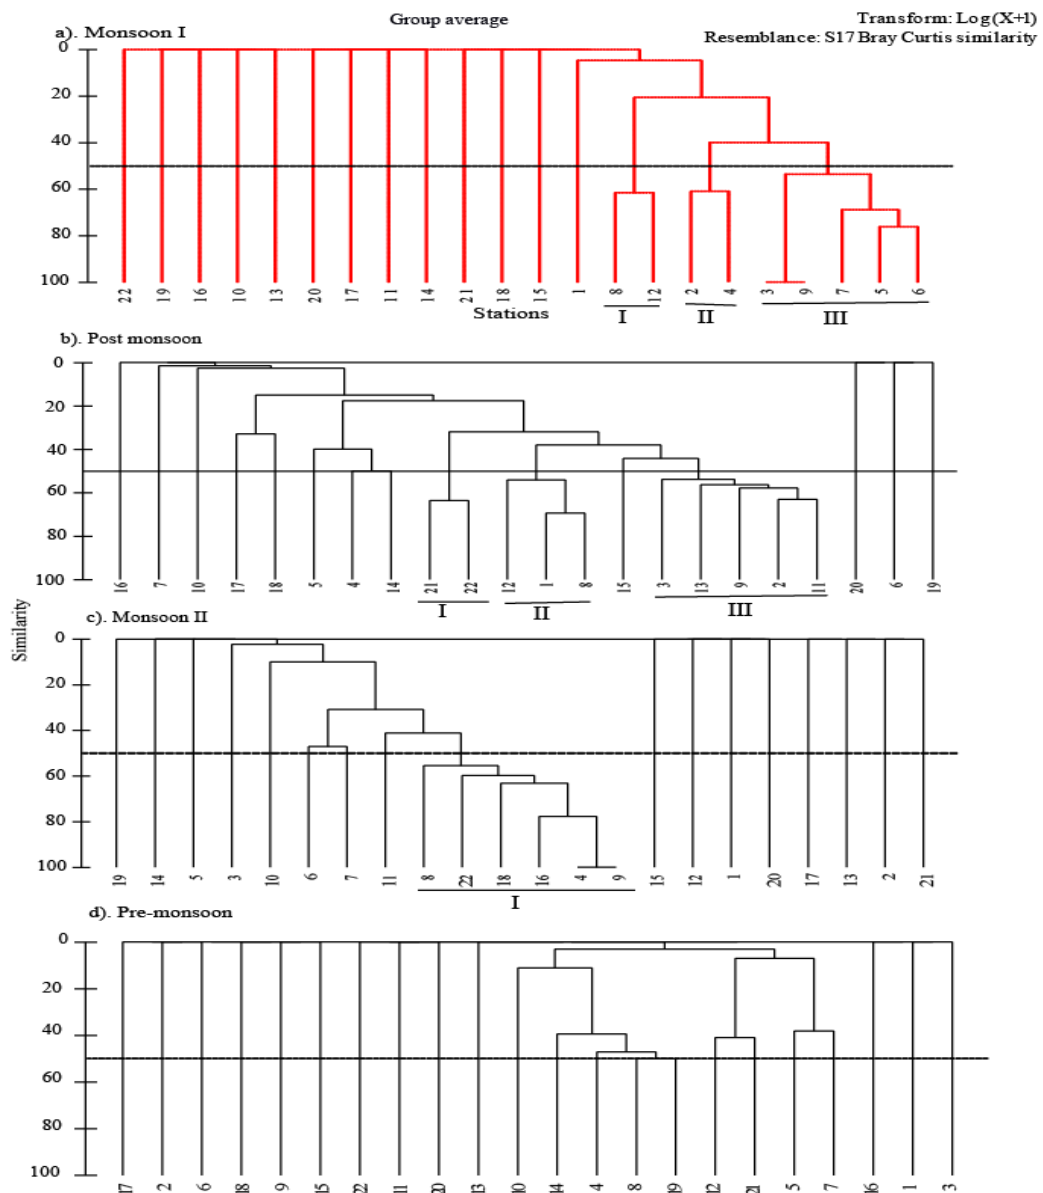 Group average
Transform: Log(X+1)
Resemblance: S17 Bray Curtis similarity
a). Monsoon I
0
20
40
60
80
100
22 19 16 10 13 20 17 11 14 21 18 15 1 8 12 2 4 3 9 7 5 6
Stations
I II III
b). Post monsoon
0
20
40
60
80
100
16 7 10 17 18 5 4 14 21 22 12 1 8 15 3 13 9 2 11 20 6 19
I II III
Similarity
c). Monsoon II
0
20
40
60
80
100
19 14 5 3 10 6 7 11 8 22 18 16 4 9 15 12 1 20 17 13 2 21
I
d). Pre-monsoon
0
20
40
60
80
100
17 2 6 18 9 15 22 11 20 13 10 14 4 8 19 12 21 5 7 16 1 3